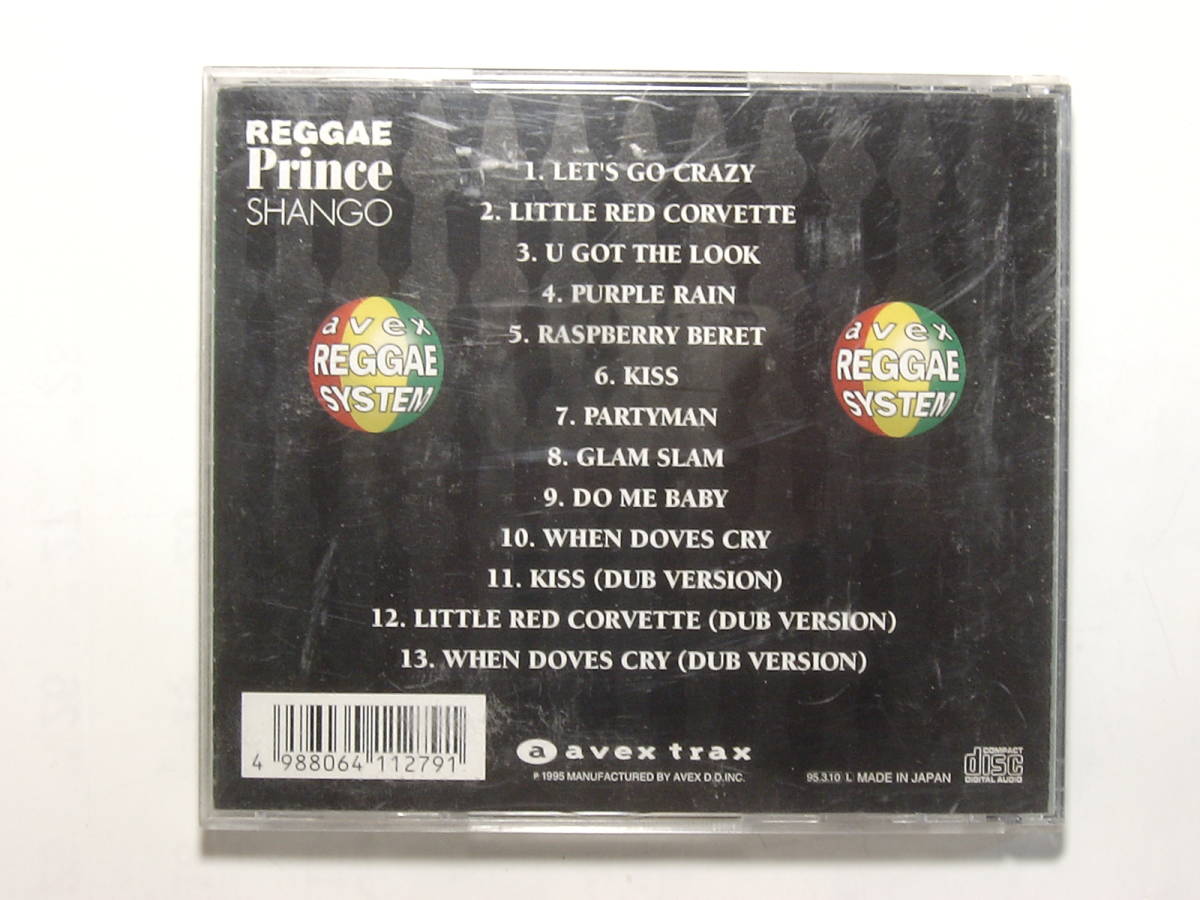 REGGAE
Prince
SHANGO
1. LET'S GO CRAZY
2. LITTLE RED CORVETTE
3. U GOT THE LOOK
4. PURPLE RAIN
5. RASPBERRY BERET
6. KISS
7. PARTYMAN
8. GLAM SLAM
9. DO ME BABY
10. WHEN DOVES CRY
11. KISS (DUB VERSION)
12. LITTLE RED CORVETTE (DUB VERSION)
13. WHEN DOVES CRY (DUB VERSION)
avex
REGGAE
SYSTEM
avex
REGGAE
SYSTEM
4 988064 112791
a avex trax
℗ 1995 MANUFACTURED BY AVEX D.D.INC.
95.3.10 L MADE IN JAPAN
COMPACT
disc
DIGITAL AUDIO